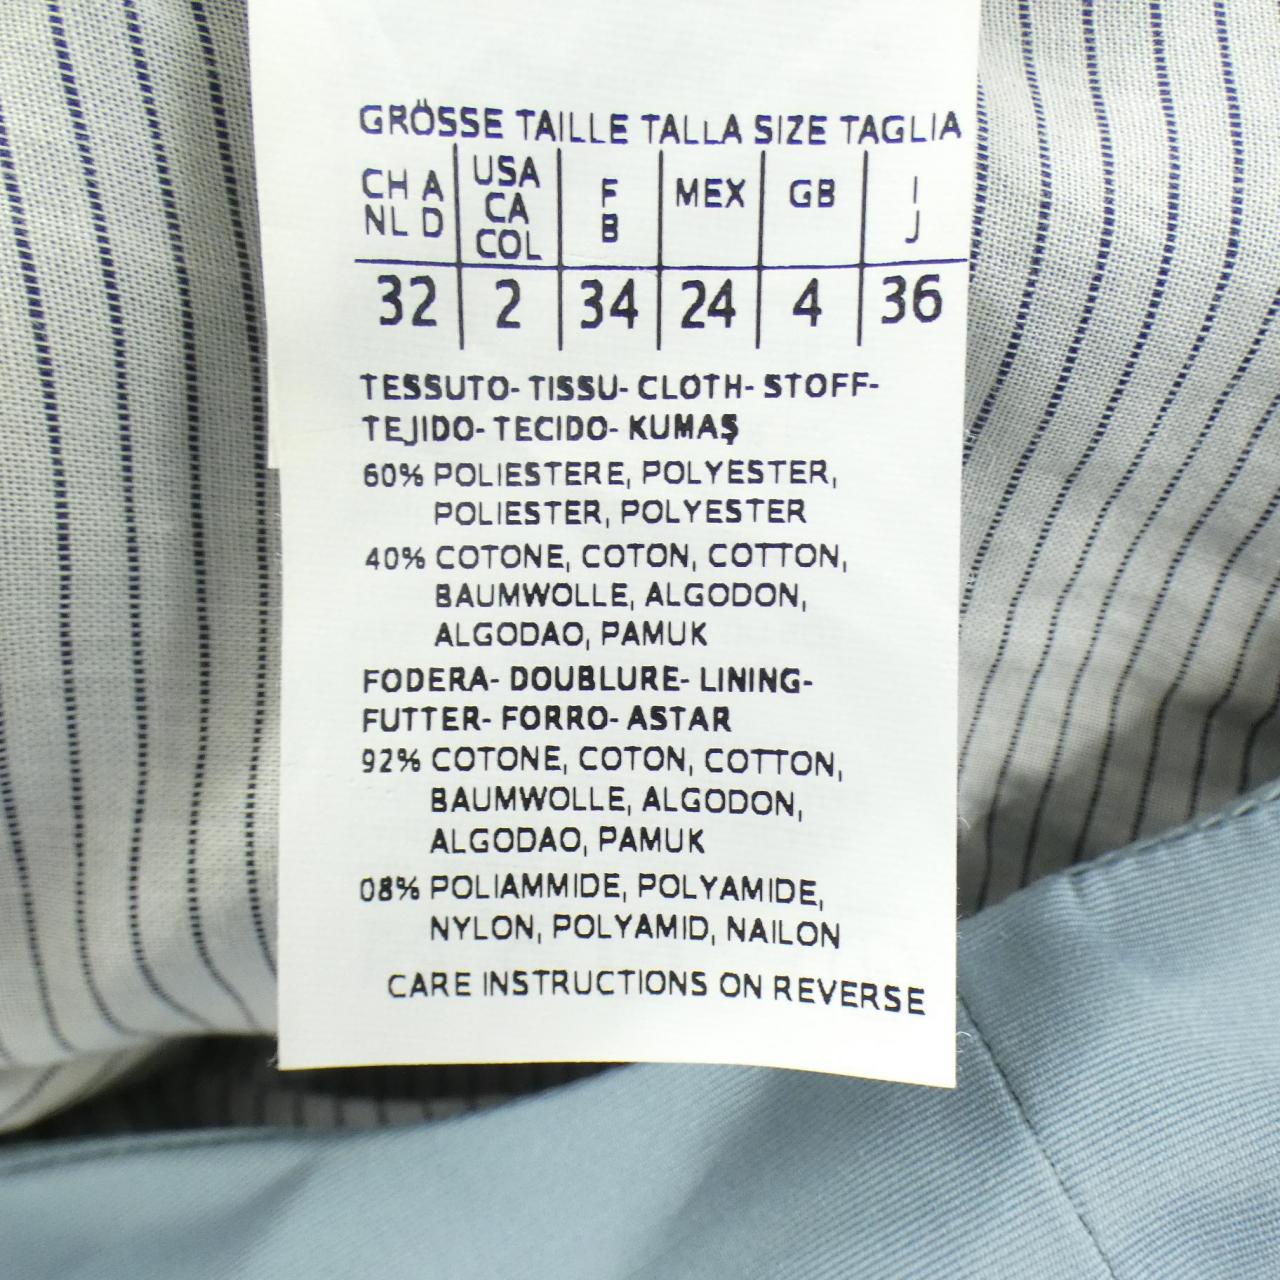 GRÖSSE TAILLE TALLA SIZE TAGLIA
CH A NL D | USA CA COL | F B | MEX | GB | I J
32 | 2 | 34 | 24 | 4 | 36
TESSUTO- TISSU- CLOTH- STOFF-
TEJIDO- TECIDO- KUMAŞ
60% POLIESTERE, POLYESTER,
POLIESTER, POLYESTER
40% COTONE, COTON, COTTON,
BAUMWOLLE, ALGODON,
ALGODAO, PAMUK
FODERA- DOUBLURE- LINING-
FUTTER- FORRO- ASTAR
92% COTONE, COTON, COTTON,
BAUMWOLLE, ALGODON,
ALGODAO, PAMUK
08% POLIAMMIDE, POLYAMIDE,
NYLON, POLYAMID, NAILON
CARE INSTRUCTIONS ON REVERSE